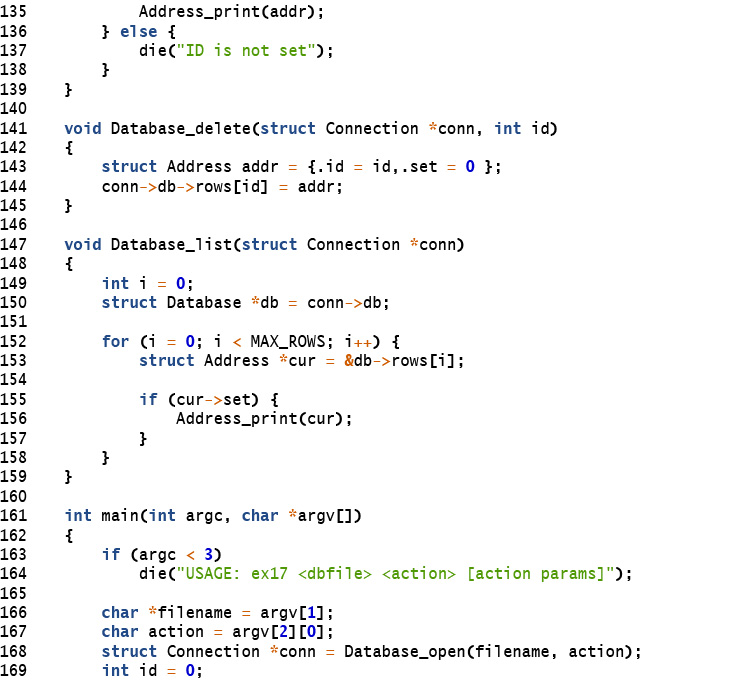 135            Address_print(addr);
136        } else {
137            die("ID is not set");
138        }
139    }
140
141    void Database_delete(struct Connection *conn, int id)
142    {
143        struct Address addr = {.id = id,.set = 0 };
144        conn->db->rows[id] = addr;
145    }
146
147    void Database_list(struct Connection *conn)
148    {
149        int i = 0;
150        struct Database *db = conn->db;
151
152        for (i = 0; i < MAX_ROWS; i++) {
153            struct Address *cur = &db->rows[i];
154
155            if (cur->set) {
156                Address_print(cur);
157            }
158        }
159    }
160
161    int main(int argc, char *argv[])
162    {
163        if (argc < 3)
164            die("USAGE: ex17 <dbfile> <action> [action params]");
165
166        char *filename = argv[1];
167        char action = argv[2][0];
168        struct Connection *conn = Database_open(filename, action);
169        int id = 0;